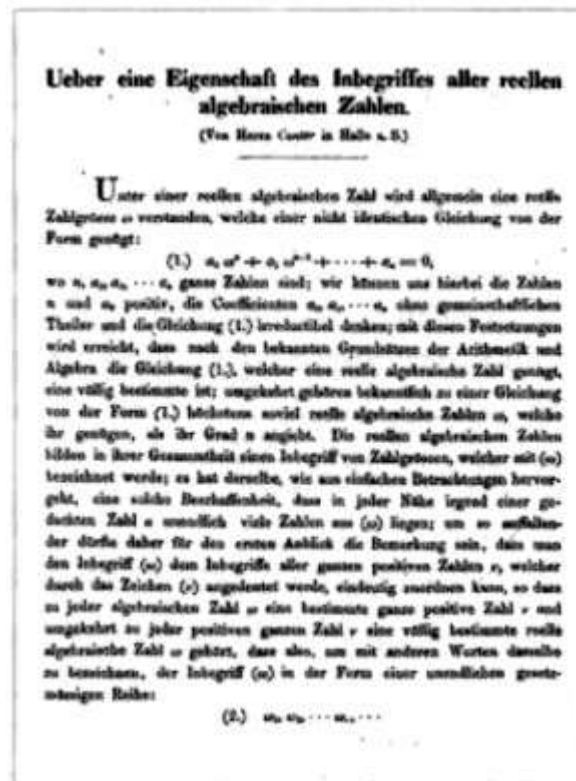 Ueber eine Eigenschaft des Inbegriffes aller reellen
algebraischen Zahlen.
(Von Herrn Cantor in Halle a. S.)
Unter einer reellen algebraischen Zahl wird allgemein eine reelle
Zahlgrösse ω verstanden, welche einer nicht identischen Gleichung von der
Form genügt:
(1.) a₀ ωⁿ + a₁ ωⁿ⁻¹ + ⋯ + aₙ = 0,
wo n, a₀, a₁, ⋯ aₙ ganze Zahlen sind; wir können uns hierbei die Zahlen
n und a₀ positiv, die Coefficienten a₀, a₁, ⋯ aₙ ohne gemeinschaftlichen
Theiler und die Gleichung (1.) irreductibel denken; mit diesen Festsetzungen
wird erreicht, dass nach den bekannten Grundsätzen der Arithmetik und
Algebra die Gleichung (1.), welcher eine reelle algebraische Zahl genügt,
eine völlig bestimmte ist; umgekehrt gehören bekanntlich zu einer Gleichung
von der Form (1.) höchstens soviel reelle algebraische Zahlen ω, welche
ihr genügen, als ihr Grad n angiebt. Die reellen algebraischen Zahlen
bilden in ihrer Gesammtheit einen Inbegriff von Zahlgrössen, welcher mit (ω)
bezeichnet werde; es hat derselbe, wie aus einfachen Betrachtungen hervor-
geht, eine solche Beschaffenheit, dass in jeder Nähe irgend einer ge-
dachten Zahl α unendlich viele Zahlen aus (ω) liegen; um so auffallen-
der dürfte daher für den ersten Anblick die Bemerkung sein, dass man
den Inbegriff (ω) dem Inbegriffe aller ganzen positiven Zahlen ν, welcher
durch das Zeichen (ν) angedeutet werde, eindeutig zuordnen kann, so dass
zu jeder algebraischen Zahl ω eine bestimmte ganze positive Zahl ν und
umgekehrt zu jeder positiven ganzen Zahl ν eine völlig bestimmte reelle
algebraische Zahl ω gehört, dass also, um mit anderen Worten dasselbe
zu bezeichnen, der Inbegriff (ω) in der Form einer unendlichen gesetz-
mässigen Reihe:
(2.) ω₁, ω₂, ⋯ ων, ⋯